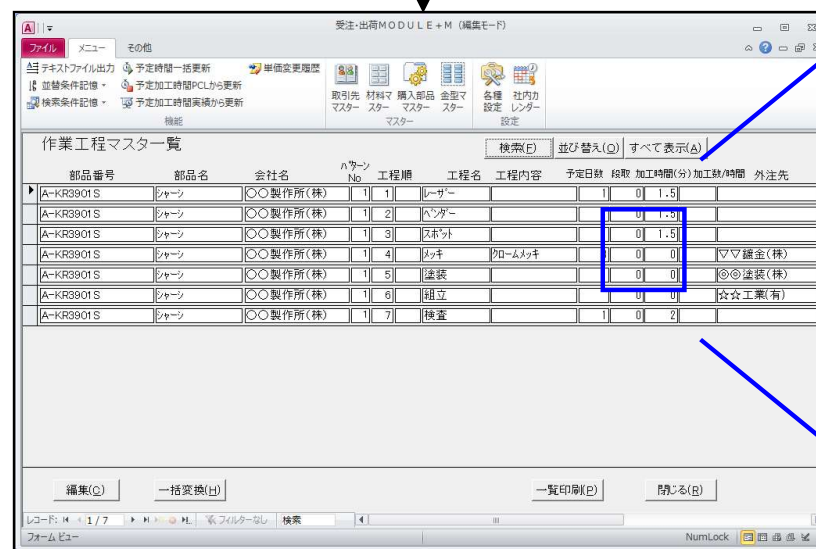 受注・出荷MODULE+M (編集モード)
ファイル メニュー その他
テキストファイル出力 予定時間一括更新 単価変更履歴
並替条件記憶 予定加工時間PCLから更新
検索条件記憶 予定加工時間実績から更新
取引先マスター 材料マスター 購入部品マスター 金型マスター 各種設定 社内カレンダー
機能 マスター 設定
作業工程マスタ一覧 検索(F) 並び替え(O) すべて表示(A)
部品番号 部品名 会社名 パターンNo 工程順 工程名 工程内容 予定日数 段取 加工時間(分) 加工数/時間 外注先
A-KR3901S シャーシ 〇〇製作所(株) 1 1 レーザー 1 0 1.5
A-KR3901S シャーシ 〇〇製作所(株) 1 2 ベンダー 0 1.5
A-KR3901S シャーシ 〇〇製作所(株) 1 3 スポット 0 1.5
A-KR3901S シャーシ 〇〇製作所(株) 1 4 メッキ クロームメッキ 0 0 ▽▽鍍金(株)
A-KR3901S シャーシ 〇〇製作所(株) 1 5 塗装 0 0 ◎◎塗装(株)
A-KR3901S シャーシ 〇〇製作所(株) 1 6 組立 0 0 ☆☆工業(有)
A-KR3901S シャーシ 〇〇製作所(株) 1 7 検査 1 0 2
編集(C) 一括変換(H) 一覧印刷(P) 閉じる(R)
レコード: 1 / 7 フィルターなし 検索
フォーム ビュー NumLock